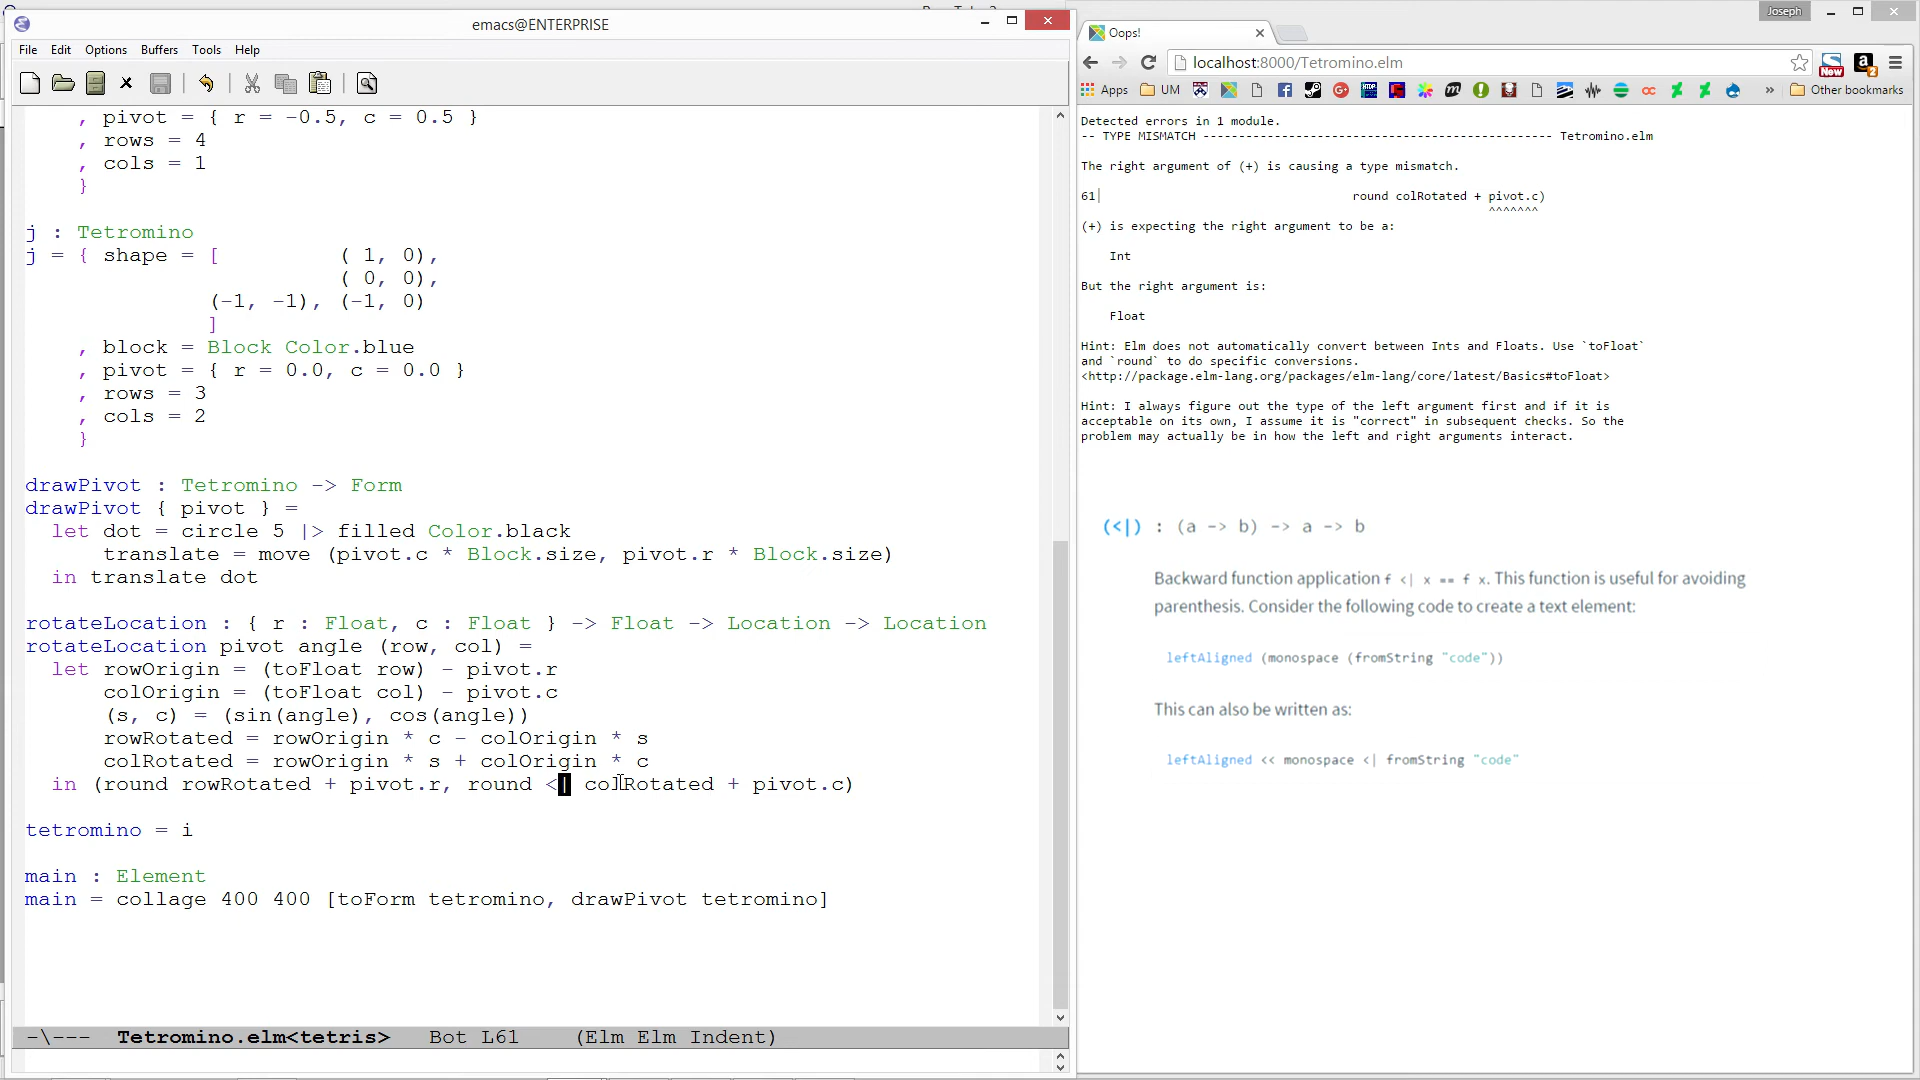 emacs@ENTERPRISE
File Edit Options Buffers Tools Help
, pivot = { r = -0.5, c = 0.5 }
, rows = 4
, cols = 1
}
j : Tetromino
j = { shape = [ ( 1, 0),
( 0, 0),
(-1, -1), (-1, 0)
]
, block = Block Color.blue
, pivot = { r = 0.0, c = 0.0 }
, rows = 3
, cols = 2
}
drawPivot : Tetromino -> Form
drawPivot { pivot } =
let dot = circle 5 |> filled Color.black
translate = move (pivot.c * Block.size, pivot.r * Block.size)
in translate dot
rotateLocation : { r : Float, c : Float } -> Float -> Location -> Location
rotateLocation pivot angle (row, col) =
let rowOrigin = (toFloat row) - pivot.r
colOrigin = (toFloat col) - pivot.c
(s, c) = (sin(angle), cos(angle))
rowRotated = rowOrigin * c - colOrigin * s
colRotated = rowOrigin * s + colOrigin * c
in (round rowRotated + pivot.r, round <| colRotated + pivot.c)
tetromino = i
main : Element
main = collage 400 400 [toForm tetromino, drawPivot tetromino]
-\--- Tetromino.elm<tetris> Bot L61 (Elm Elm Indent)
Joseph
Oops!
localhost:8000/Tetromino.elm
New
2
Apps UM Other bookmarks
Detected errors in 1 module.
-- TYPE MISMATCH ----------------------------------------------- Tetromino.elm
The right argument of (+) is causing a type mismatch.
61| round colRotated + pivot.c)
^^^^^^^
(+) is expecting the right argument to be a:
Int
But the right argument is:
Float
Hint: Elm does not automatically convert between Ints and Floats. Use `toFloat`
and `round` to do specific conversions.
<http://package.elm-lang.org/packages/elm-lang/core/latest/Basics#toFloat>
Hint: I always figure out the type of the left argument first and if it is
acceptable on its own, I assume it is "correct" in subsequent checks. So the
problem may actually be in how the left and right arguments interact.
(<|) : (a -> b) -> a -> b
Backward function application f <| x == f x. This function is useful for avoiding
parenthesis. Consider the following code to create a text element:
leftAligned (monospace (fromString "code"))
This can also be written as:
leftAligned << monospace <| fromString "code"